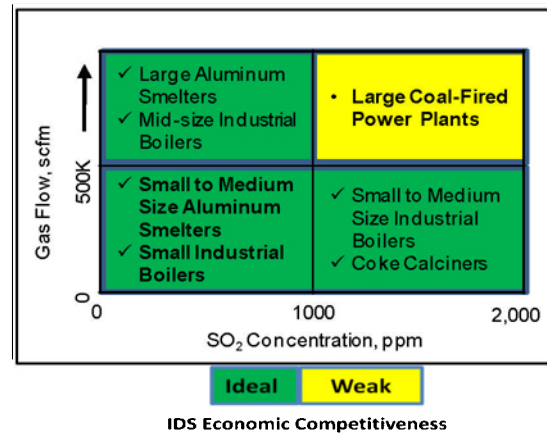 ✓ Large Aluminum
Smelters
✓ Mid-size Industrial
Boilers
• Large Coal-Fired
Power Plants
Gas Flow, scfm
500K
✓ Small to Medium
Size Aluminum
Smelters
✓ Small Industrial
Boilers
✓ Small to Medium
Size Industrial
Boilers
✓ Coke Calciners
0
0
1000
2,000
SO₂ Concentration, ppm
Ideal
Weak
IDS Economic Competitiveness